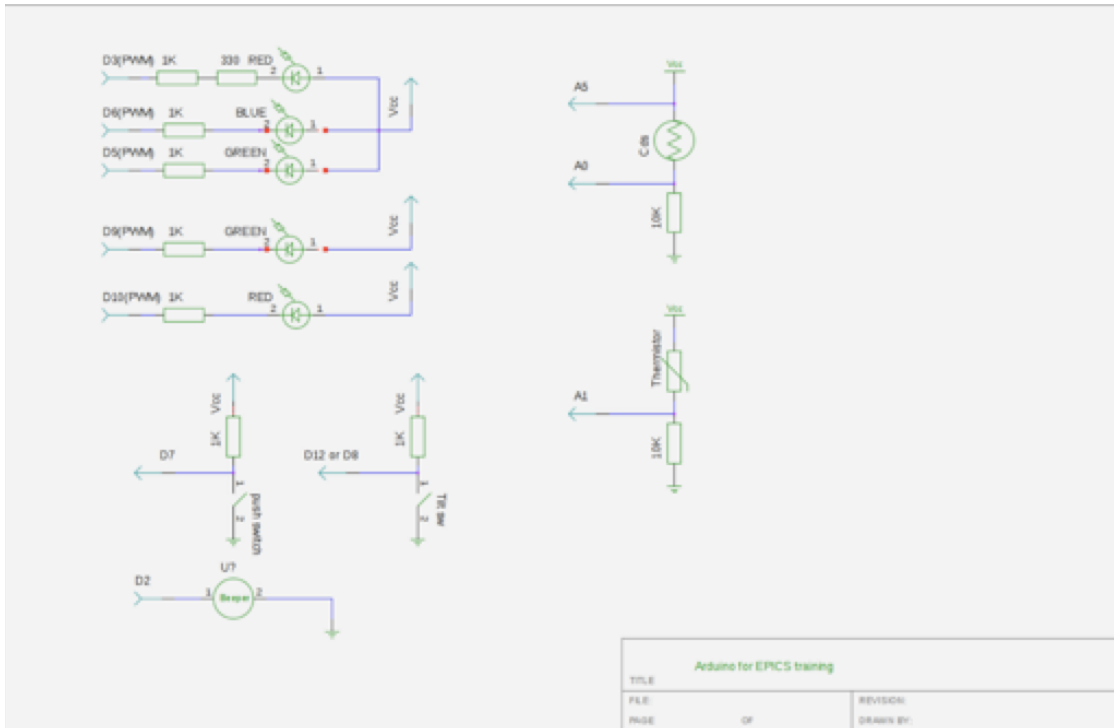 D3(PWM) 1K 330 RED
2 1
Vcc
D6(PWM) 1K BLUE
2 1
D5(PWM) 1K GREEN
2 1
Vcc
D9(PWM) 1K GREEN
2 1
Vcc
D10(PWM) 1K RED
2 1
Vcc
1K
D7
1
2
push switch
Vcc
1K
D12 or D8
1
2
Tilt sw
U?
D2
1 Beeper 2
Vcc
A5
Cds
A0
10K
Vcc
Thermistor
A1
10K
Arduino for EPICS training
TITLE
FILE: REVISION:
PAGE OF DRAWN BY: